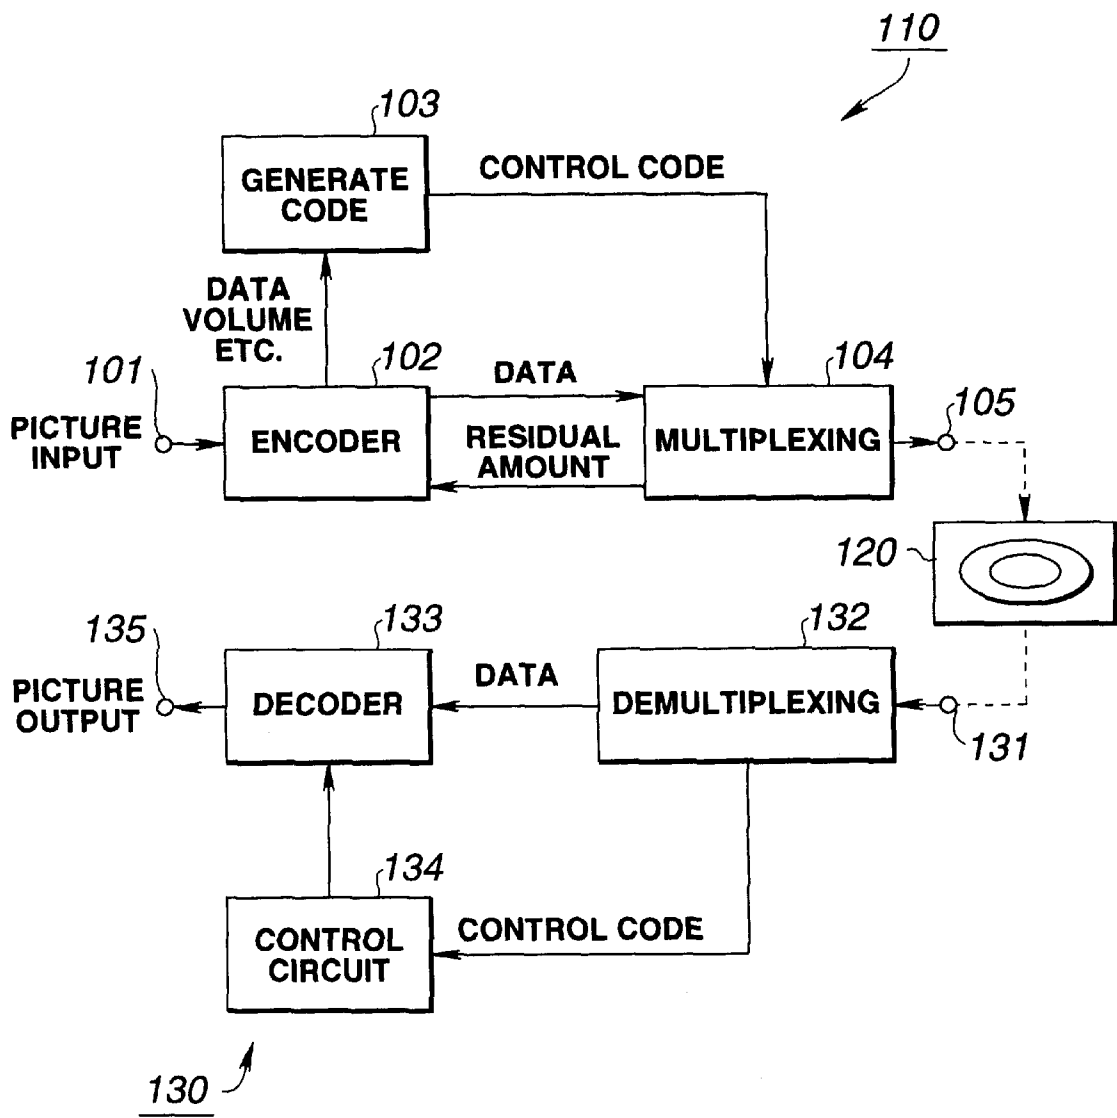 110
103
GENERATE
CODE
CONTROL CODE
DATA
VOLUME
ETC.
101
102
DATA
104
105
PICTURE
INPUT
ENCODER
RESIDUAL
AMOUNT
MULTIPLEXING
120
135
133
132
PICTURE
OUTPUT
DECODER
DATA
DEMULTIPLEXING
131
134
CONTROL
CIRCUIT
CONTROL CODE
130